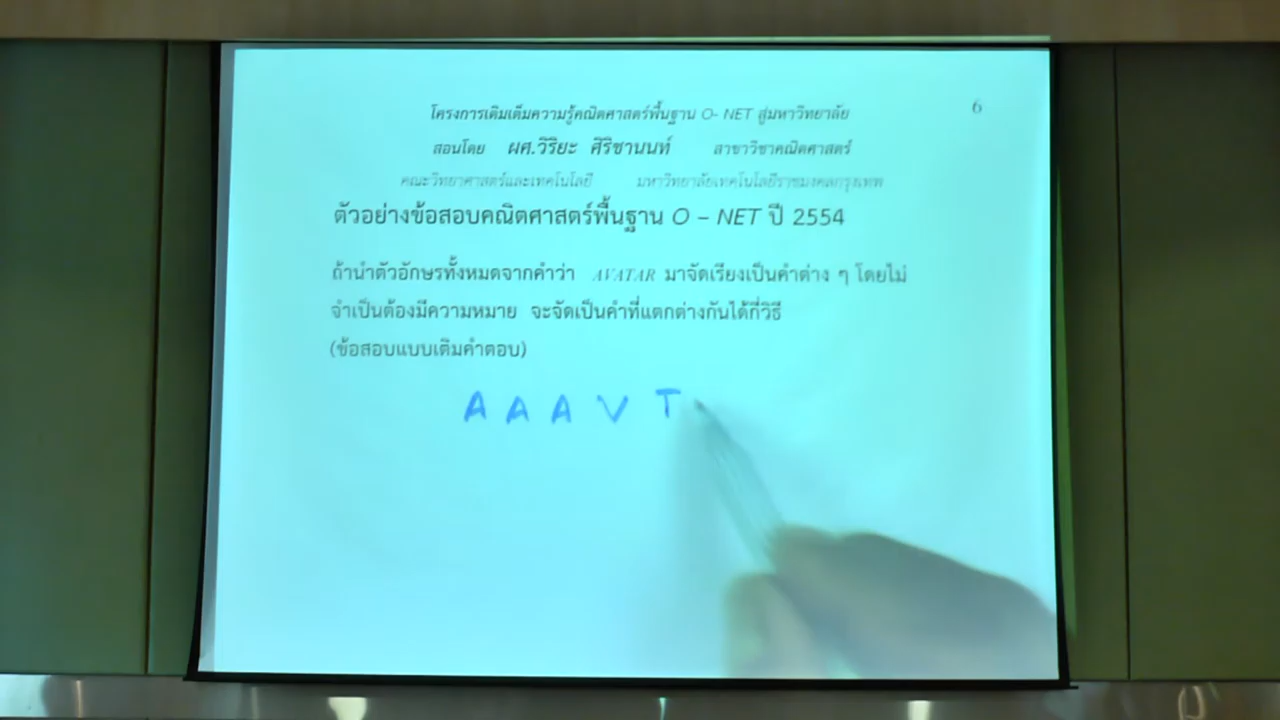 6
โครงการเติมเต็มความรู้คณิตศาสตร์พื้นฐาน O- NET สู่มหาวิทยาลัย
สอนโดย ผศ.วิริยะ ศิริชานนท์ สาขาวิชาคณิตศาสตร์
คณะวิทยาศาสตร์และเทคโนโลยี มหาวิทยาลัยเทคโนโลยีราชมงคลกรุงเทพ
ตัวอย่างข้อสอบคณิตศาสตร์พื้นฐาน O – NET ปี 2554
ถ้านำตัวอักษรทั้งหมดจากคำว่า AVATAR มาจัดเรียงเป็นคำต่าง ๆ โดยไม่
จำเป็นต้องมีความหมาย จะจัดเป็นคำที่แตกต่างกันได้กี่วิธี
(ข้อสอบแบบเติมคำตอบ)
A A A V T